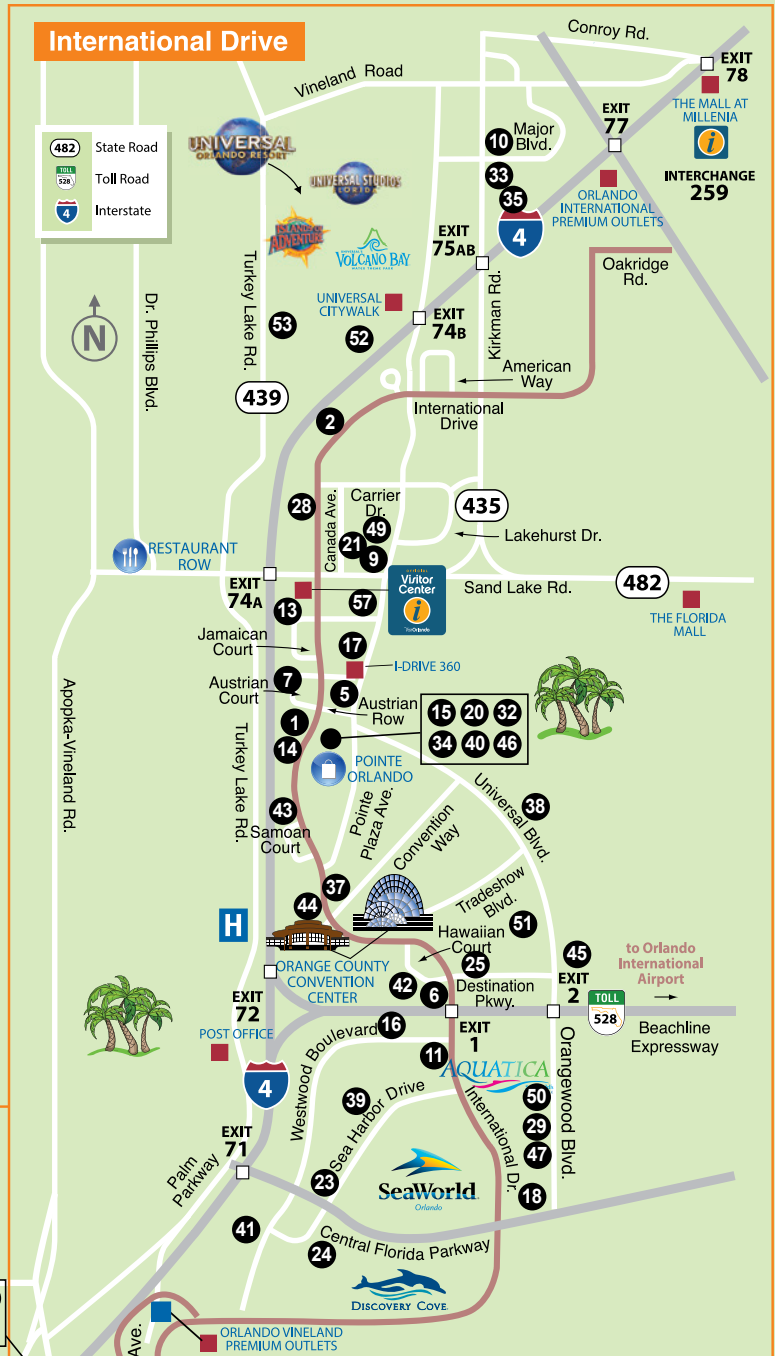 International Drive
482 State Road
TOLL
528 Toll Road
4 Interstate
N
Conroy Rd.
Vineland Road
EXIT
78
THE MALL AT
MILLENIA
i
INTERCHANGE
259
EXIT
77
ORLANDO
INTERNATIONAL
PREMIUM OUTLETS
10
Major
Blvd.
33
35
4
UNIVERSAL
ORLANDO RESORT
UNIVERSAL STUDIOS
FLORIDA
ISLANDS OF
ADVENTURE
UNIVERSAL'S
VOLCANO BAY
WATER THEME PARK
EXIT
75AB
Oakridge
Rd.
Dr. Phillips Blvd.
Turkey Lake Rd.
Kirkman Rd.
UNIVERSAL
CITYWALK
53
52
EXIT
74B
American
Way
439
International
Drive
2
28
Canada Ave.
Carrier
Dr.
49
21
9
435
Lakehurst Dr.
RESTAURANT
ROW
EXIT
74A
13
57
Visitor
Center
i
Sand Lake Rd.
482
THE FLORIDA
MALL
Jamaican
Court
17
I-DRIVE 360
Austrian
Court
7
5
Austrian
Row
15 20 32
34 40 46
1
14
POINTE
ORLANDO
Apopka-Vineland Rd.
Turkey Lake Rd.
Pointe
Plaza Ave.
Convention
Way
Universal Blvd.
38
43
Samoan
Court
37
44
Tradeshow
Blvd.
51
H
Hawaiian
Court
25
ORANGE COUNTY
CONVENTION
CENTER
42
6
Destination
Pkwy.
45
EXIT
2
to Orlando
International
Airport
TOLL
528
Beachline
Expressway
EXIT
72
POST OFFICE
4
16
EXIT
1
11
AQUATICA
Westwood Boulevard
39
Sea Harbor Drive
International Dr.
Orangewood Blvd.
50
29
47
18
EXIT
71
Palm
Parkway
23
SeaWorld
Orlando
41
24
Central Florida Parkway
DISCOVERY COVE
ORLANDO VINELAND
PREMIUM OUTLETS
Ave.